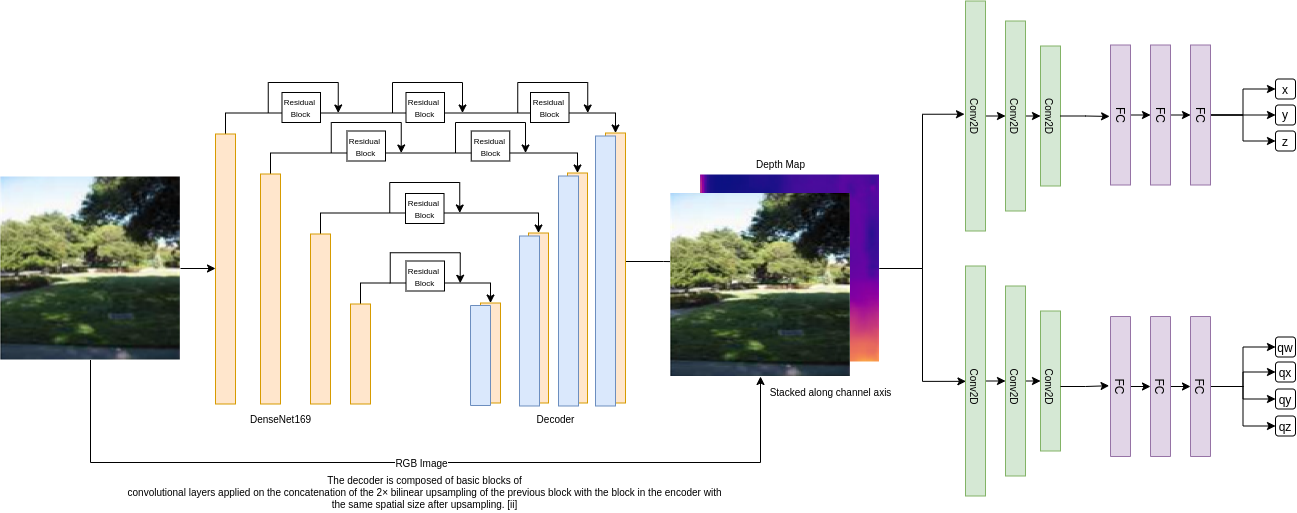 Residual
Block
Residual
Block
Residual
Block
Residual
Block
Residual
Block
Residual
Block
Residual
Block
DenseNet169
Decoder
Depth Map
Stacked along channel axis
RGB Image
The decoder is composed of basic blocks of
convolutional layers applied on the concatenation of the 2× bilinear upsampling of the previous block with the block in the encoder with
the same spatial size after upsampling. [ii]
Conv2D
Conv2D
Conv2D
FC
FC
FC
x
y
z
Conv2D
Conv2D
Conv2D
FC
FC
FC
qw
qx
qy
qz